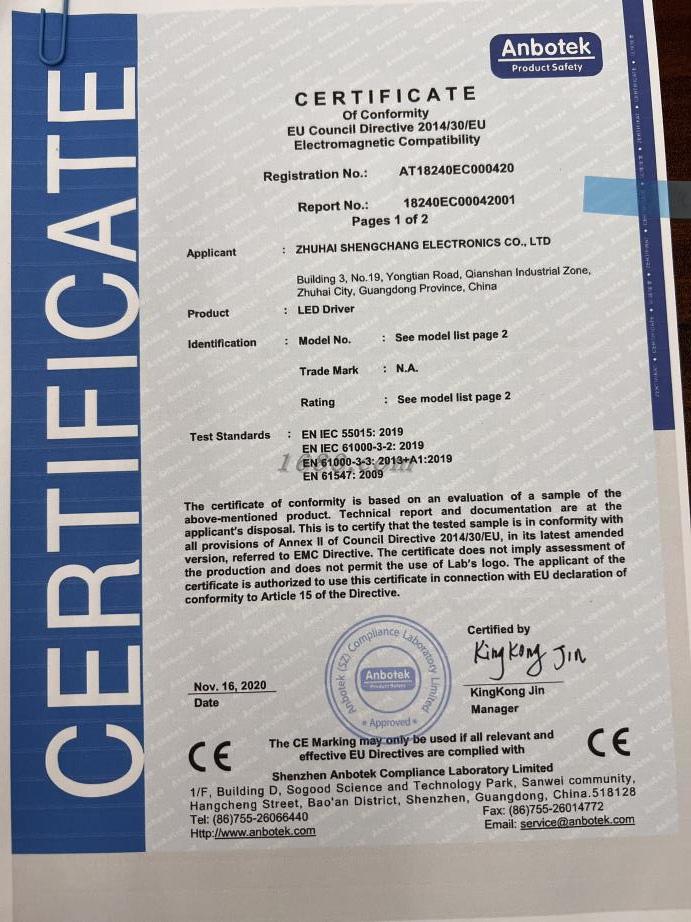 CERTIFICATE
Anbotek
Product Safety
CERTIFICATE
Of Conformity
EU Council Directive 2014/30/EU
Electromagnetic Compatibility
Registration No.: AT18240EC000420
Report No.: 18240EC00042001
Pages 1 of 2
Applicant : ZHUHAI SHENGCHANG ELECTRONICS CO., LTD
Building 3, No.19, Yongtian Road, Qianshan Industrial Zone,
Zhuhai City, Guangdong Province, China
Product : LED Driver
Identification : Model No. : See model list page 2
Trade Mark : N.A.
Rating : See model list page 2
Test Standards : EN IEC 55015: 2019
EN IEC 61000-3-2: 2019
EN 61000-3-3: 2013+A1:2019
EN 61547: 2009
The certificate of conformity is based on an evaluation of a sample of the
above-mentioned product. Technical report and documentation are at the
applicant's disposal. This is to certify that the tested sample is in conformity with
all provisions of Annex II of Council Directive 2014/30/EU, in its latest amended
version, referred to EMC Directive. The certificate does not imply assessment of
the production and does not permit the use of Lab's logo. The applicant of the
certificate is authorized to use this certificate in connection with EU declaration of
conformity to Article 15 of the Directive.
Anbotek (SZ) Compliance Laboratory Limited
Anbotek
Product Safety
* Approved *
Certified by
KingKong Jin
KingKong Jin
Manager
Nov. 16, 2020
Date
CE
The CE Marking may only be used if all relevant and
effective EU Directives are complied with
CE
Shenzhen Anbotek Compliance Laboratory Limited
1/F, Building D, Sogood Science and Technology Park, Sanwei community,
Hangcheng Street, Bao'an District, Shenzhen, Guangdong, China.518128
Tel: (86)755-26066440 Fax: (86)755-26014772
Http://www.anbotek.com Email: service@anbotek.com